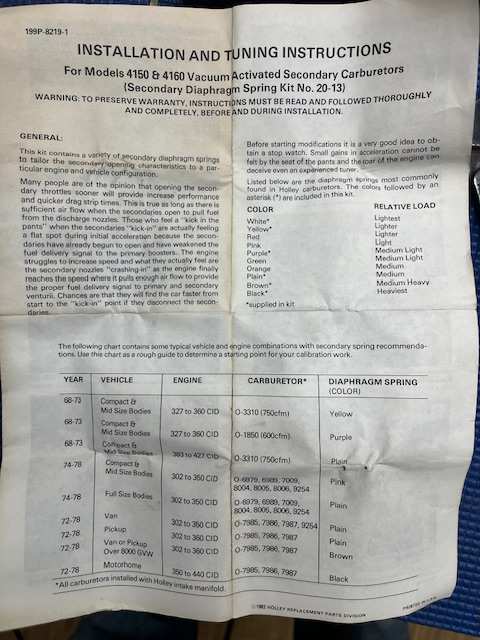 199P-8219-1
INSTALLATION AND TUNING INSTRUCTIONS
For Models 4150 & 4160 Vacuum Activated Secondary Carburetors
(Secondary Diaphragm Spring Kit No. 20-13)
WARNING: TO PRESERVE WARRANTY, INSTRUCTIONS MUST BE READ AND FOLLOWED THOROUGHLY
AND COMPLETELY, BEFORE AND DURING INSTALLATION.
GENERAL:
This kit contains a variety of secondary diaphragm springs
to tailor the secondary opening characteristics to a par-
ticular engine and vehicle configuration.
Many people are of the opinion that opening the secon-
dary throttles sooner will provide increase performance
and quicker drag strip times. This is true as long as there is
sufficient air flow when the secondaries open to pull fuel
from the discharge nozzles. Those who feel a "kick in the
pants" when the secondaries "kick-in" are actually feeling
a flat spot during initial acceleration because the secon-
daries have already begun to open and have weakened the
fuel delivery signal to the primary boosters. The engine
struggles to increase speed and what they actually feel are
the secondary nozzles "crashing-in" as the engine finally
reaches the speed where it pulls enough air flow to provide
the proper fuel delivery signal to primary and secondary
venturii. Chances are that they will find the car faster from
start to the "kick-in" point if they disconnect the secon-
daries.
Before starting modifications it is a very good idea to ob-
tain a stop watch. Small gains in acceleration cannot be
felt by the seat of the pants and the roar of the engine can
deceive even an experienced tuner.
Listed below are the diaphragm springs most commonly
found in Holley carburetors. The colors followed by an
asterisk (*) are included in this kit.
COLOR RELATIVE LOAD
White* Lightest
Yellow* Lighter
Red Lighter
Pink Light
Purple* Medium Light
Green Medium Light
Orange Medium
Plain* Medium
Brown* Medium Heavy
Black* Heaviest
*supplied in kit
The following chart contains some typical vehicle and engine combinations with secondary spring recommenda-
tions. Use this chart as a rough guide to determine a starting point for your calibration work.
YEAR VEHICLE ENGINE CARBURETOR* DIAPHRAGM SPRING
(COLOR)
68-73 Compact &
Mid Size Bodies 327 to 360 CID O-3310 (750cfm) Yellow
68-73 Compact &
Mid Size Bodies 327 to 360 CID O-1850 (600cfm) Purple
68-73 Compact &
Mid Size Bodies 383 to 427 CID O-3310 (750cfm) Plain
74-78 Compact &
Mid Size Bodies 302 to 350 CID O-6979, 6989, 7009,
8004, 8005, 8006, 9254 Pink
74-78 Full Size Bodies 302 to 350 CID O-6979, 6989, 7009,
8004, 8005, 8006, 9254 Plain
72-78 Van 302 to 350 CID O-7985, 7986, 7987, 9254 Plain
72-78 Pickup 302 to 360 CID O-7985, 7986, 7987 Plain
72-78 Van or Pickup
Over 8000 GVW 302 to 360 CID O-7985, 7986, 7987 Brown
72-78 Motorhome 350 to 440 CID O-7985, 7986, 7987 Black
*All carburetors installed with Holley intake manifold.
© 1982 HOLLEY REPLACEMENT PARTS DIVISION
PRINTED IN U.S.A.